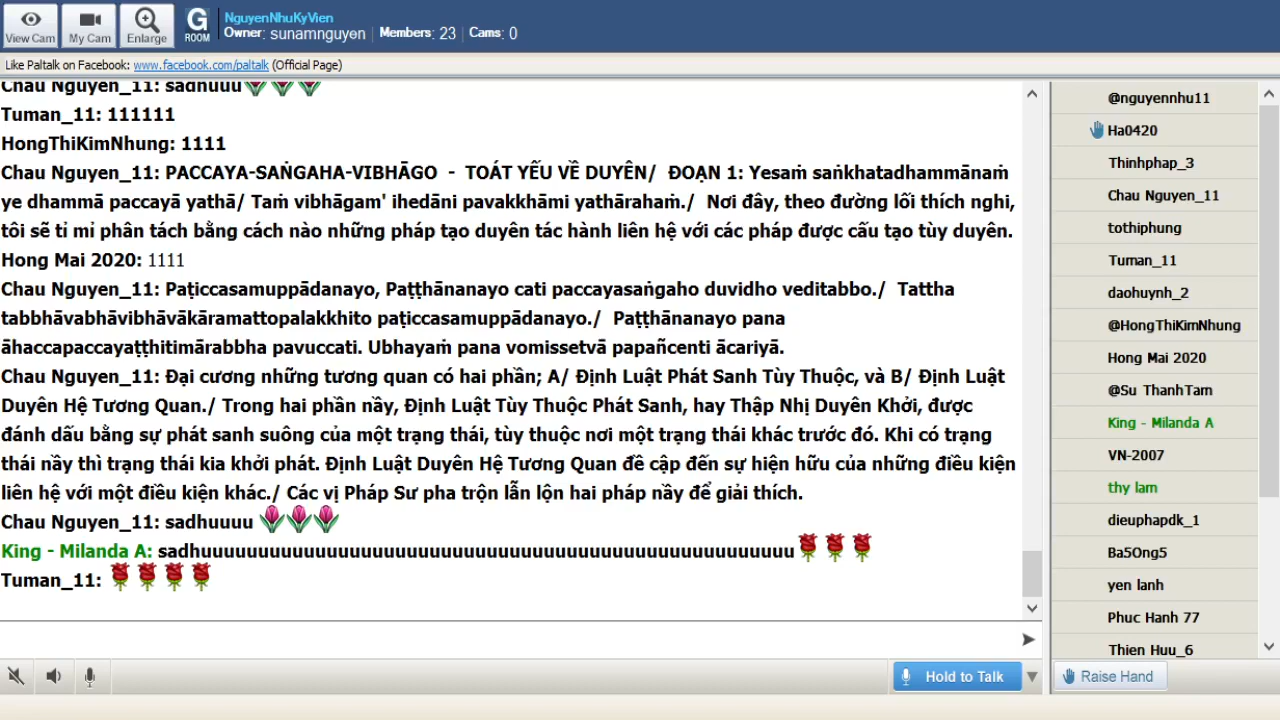 View Cam
My Cam
Enlarge
G
ROOM
NguyenNhuKyVien
Owner: sunamnguyen | Members: 23 | Cams: 0
Like Paltalk on Facebook: www.facebook.com/paltalk (Official Page)
Chau Nguyen_11: sadhuuu
Tuman_11: 111111
HongThiKimNhung: 1111
Chau Nguyen_11: PACCAYA-SAṄGAHA-VIBHĀGO - TOÁT YẾU VỀ DUYÊN/ ĐOẠN 1: Yesaṁ saṅkhatadhammānaṁ
ye dhammā paccayā yathā/ Taṁ vibhāgam' ihedāni pavakkhāmi yathārahaṁ./ Nơi đây, theo đường lối thích nghi,
tôi sẽ tỉ mỉ phân tách bằng cách nào những pháp tạo duyên tác hành liên hệ với các pháp được cấu tạo tùy duyên.
Hong Mai 2020: 1111
Chau Nguyen_11: Paṭiccasamuppādanayo, Paṭṭhānanayo cati paccayasaṅgaho duvidho veditabbo./ Tattha
tabbhāvabhāvibhāvākāramattopalakkhito paṭiccasamuppādanayo./ Paṭṭhānanayo pana
āhaccapaccayaṭṭhitimārabbha pavuccati. Ubhayaṁ pana vomissetvā papañcenti ācariyā.
Chau Nguyen_11: Đại cương những tương quan có hai phần; A/ Định Luật Phát Sanh Tùy Thuộc, và B/ Định Luật
Duyên Hệ Tương Quan./ Trong hai phần nầy, Định Luật Tùy Thuộc Phát Sanh, hay Thập Nhị Duyên Khởi, được
đánh dấu bằng sự phát sanh suông của một trạng thái, tùy thuộc nơi một trạng thái khác trước đó. Khi có trạng
thái nầy thì trạng thái kia khởi phát. Định Luật Duyên Hệ Tương Quan đề cập đến sự hiện hữu của những điều kiện
liên hệ với một điều kiện khác./ Các vị Pháp Sư pha trộn lẫn lộn hai pháp nầy để giải thích.
Chau Nguyen_11: sadhuuuu
King - Milanda A: sadhuuuuuuuuuuuuuuuuuuuuuuuuuuuuuuuuuuuuuuuuuuuuuuuuuuuu
Tuman_11:
@nguyennhu11
Ha0420
Thinhphap_3
Chau Nguyen_11
tothiphung
Tuman_11
daohuynh_2
@HongThiKimNhung
Hong Mai 2020
@Su ThanhTam
King - Milanda A
VN-2007
thy lam
dieuphapdk_1
Ba5Ong5
yen lanh
Phuc Hanh 77
Thien Huu_6
Hold to Talk
Raise Hand